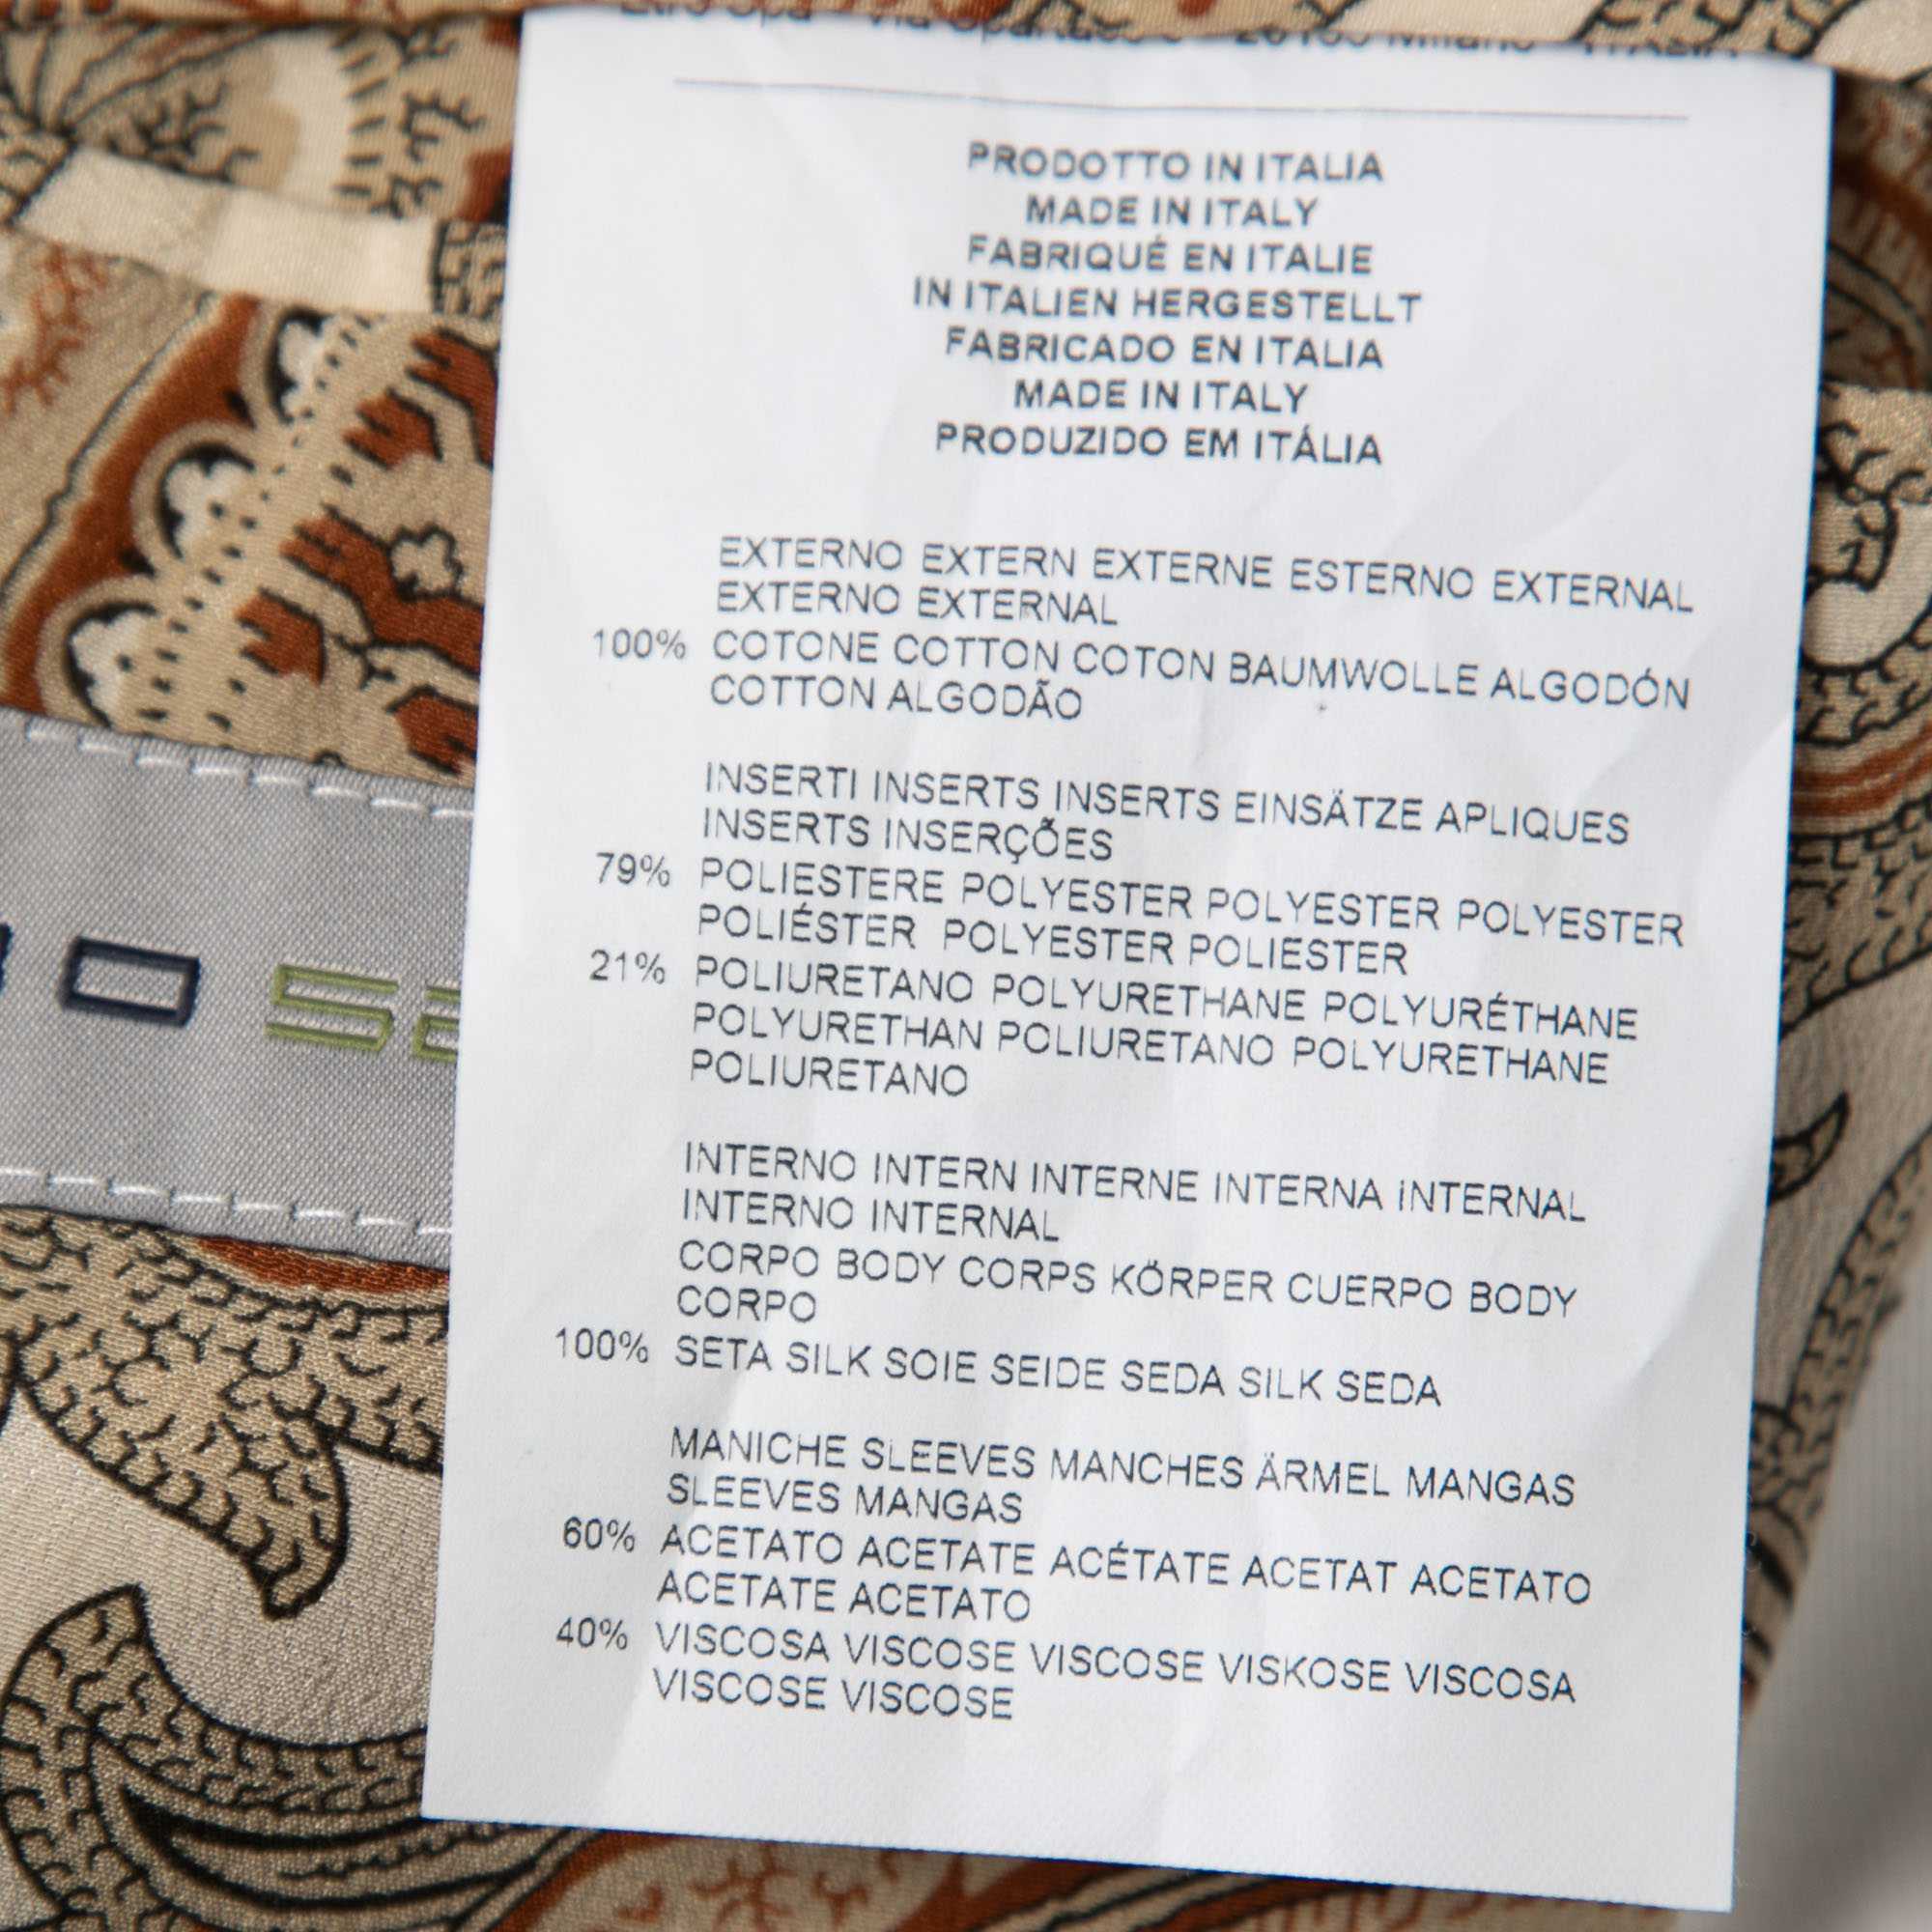 PRODOTTO IN ITALIA
MADE IN ITALY
FABRIQUÉ EN ITALIE
IN ITALIEN HERGESTELLT
FABRICADO EN ITALIA
MADE IN ITALY
PRODUZIDO EM ITÁLIA
EXTERNO EXTERN EXTERNE ESTERNO EXTERNAL
EXTERNO EXTERNAL
100% COTONE COTTON COTON BAUMWOLLE ALGODÓN
COTTON ALGODÃO
INSERTI INSERTS INSERTS EINSÄTZE APLIQUES
INSERTS INSERÇÕES
79% POLIESTERE POLYESTER POLYESTER POLYESTER
POLIÉSTER POLYESTER POLIESTER
21% POLIURETANO POLYURETHANE POLYURÉTHANE
POLYURETHAN POLIURETANO POLYURETHANE
POLIURETANO
INTERNO INTERN INTERNE INTERNA INTERNAL
INTERNO INTERNAL
CORPO BODY CORPS KÖRPER CUERPO BODY
CORPO
100% SETA SILK SOIE SEIDE SEDA SILK SEDA
MANICHE SLEEVES MANCHES ÄRMEL MANGAS
SLEEVES MANGAS
60% ACETATO ACETATE ACÉTATE ACETAT ACETATO
ACETATE ACETATO
40% VISCOSA VISCOSE VISCOSE VISKOSE VISCOSA
VISCOSE VISCOSE